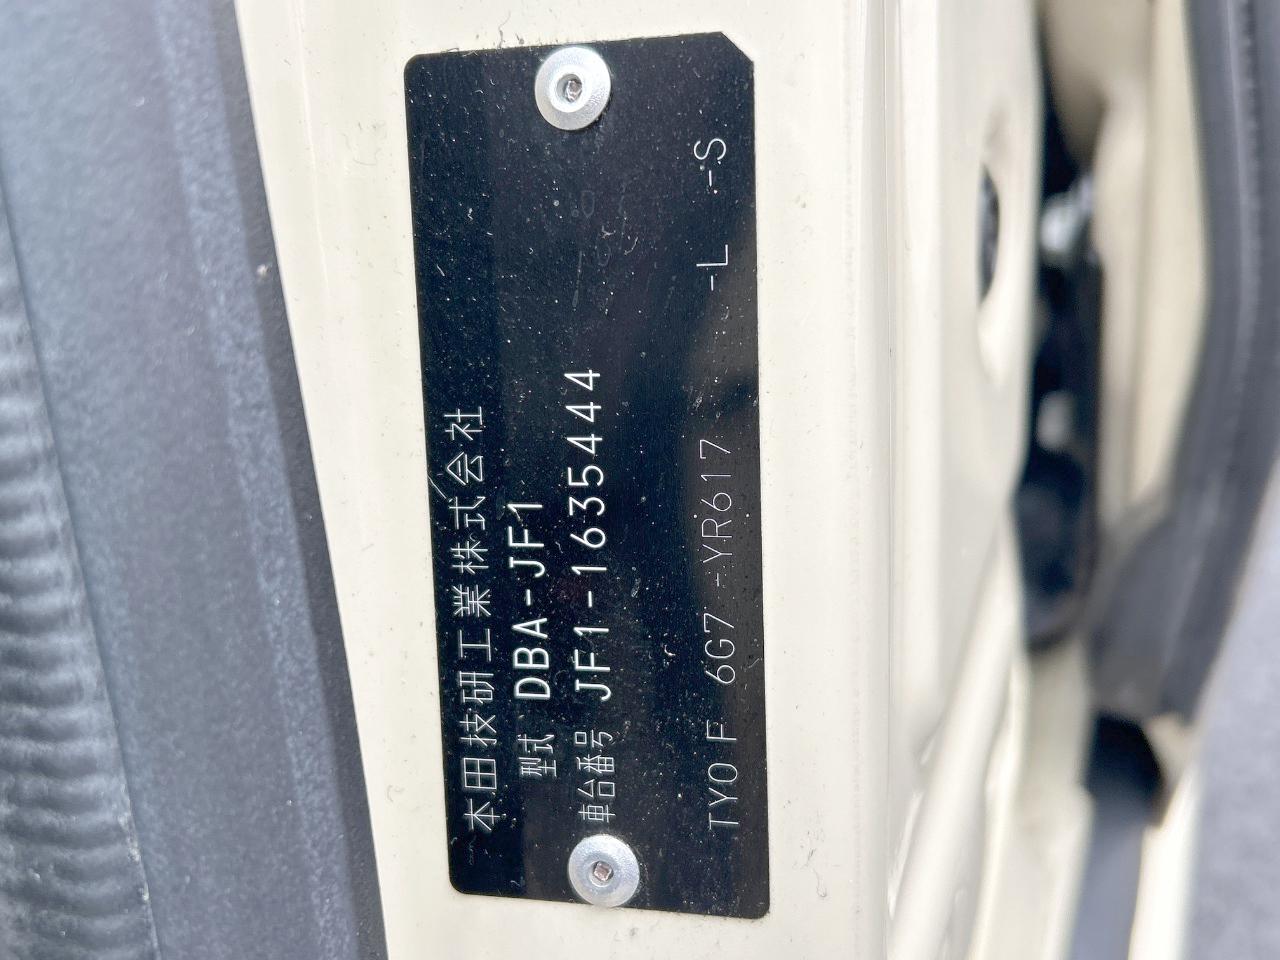 本田技研工業株式会社
型式 DBA-JF1
車台番号 JF1-1635444
TY0F 6G7 -YR617 -L -S